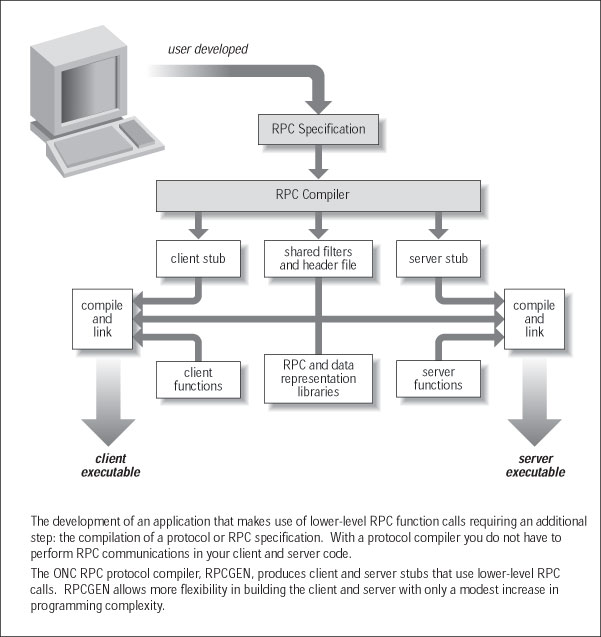 user developed
RPC Specification
RPC Compiler
client stub
shared filters
and header file
server stub
compile
and
link
compile
and
link
client
functions
RPC and data
representation
libraries
server
functions
client
executable
server
executable
The development of an application that makes use of lower-level RPC function calls requiring an additional
step: the compilation of a protocol or RPC specification. With a protocol compiler you do not have to
perform RPC communications in your client and server code.
The ONC RPC protocol compiler, RPCGEN, produces client and server stubs that use lower-level RPC
calls. RPCGEN allows more flexibility in building the client and server with only a modest increase in
programming complexity.